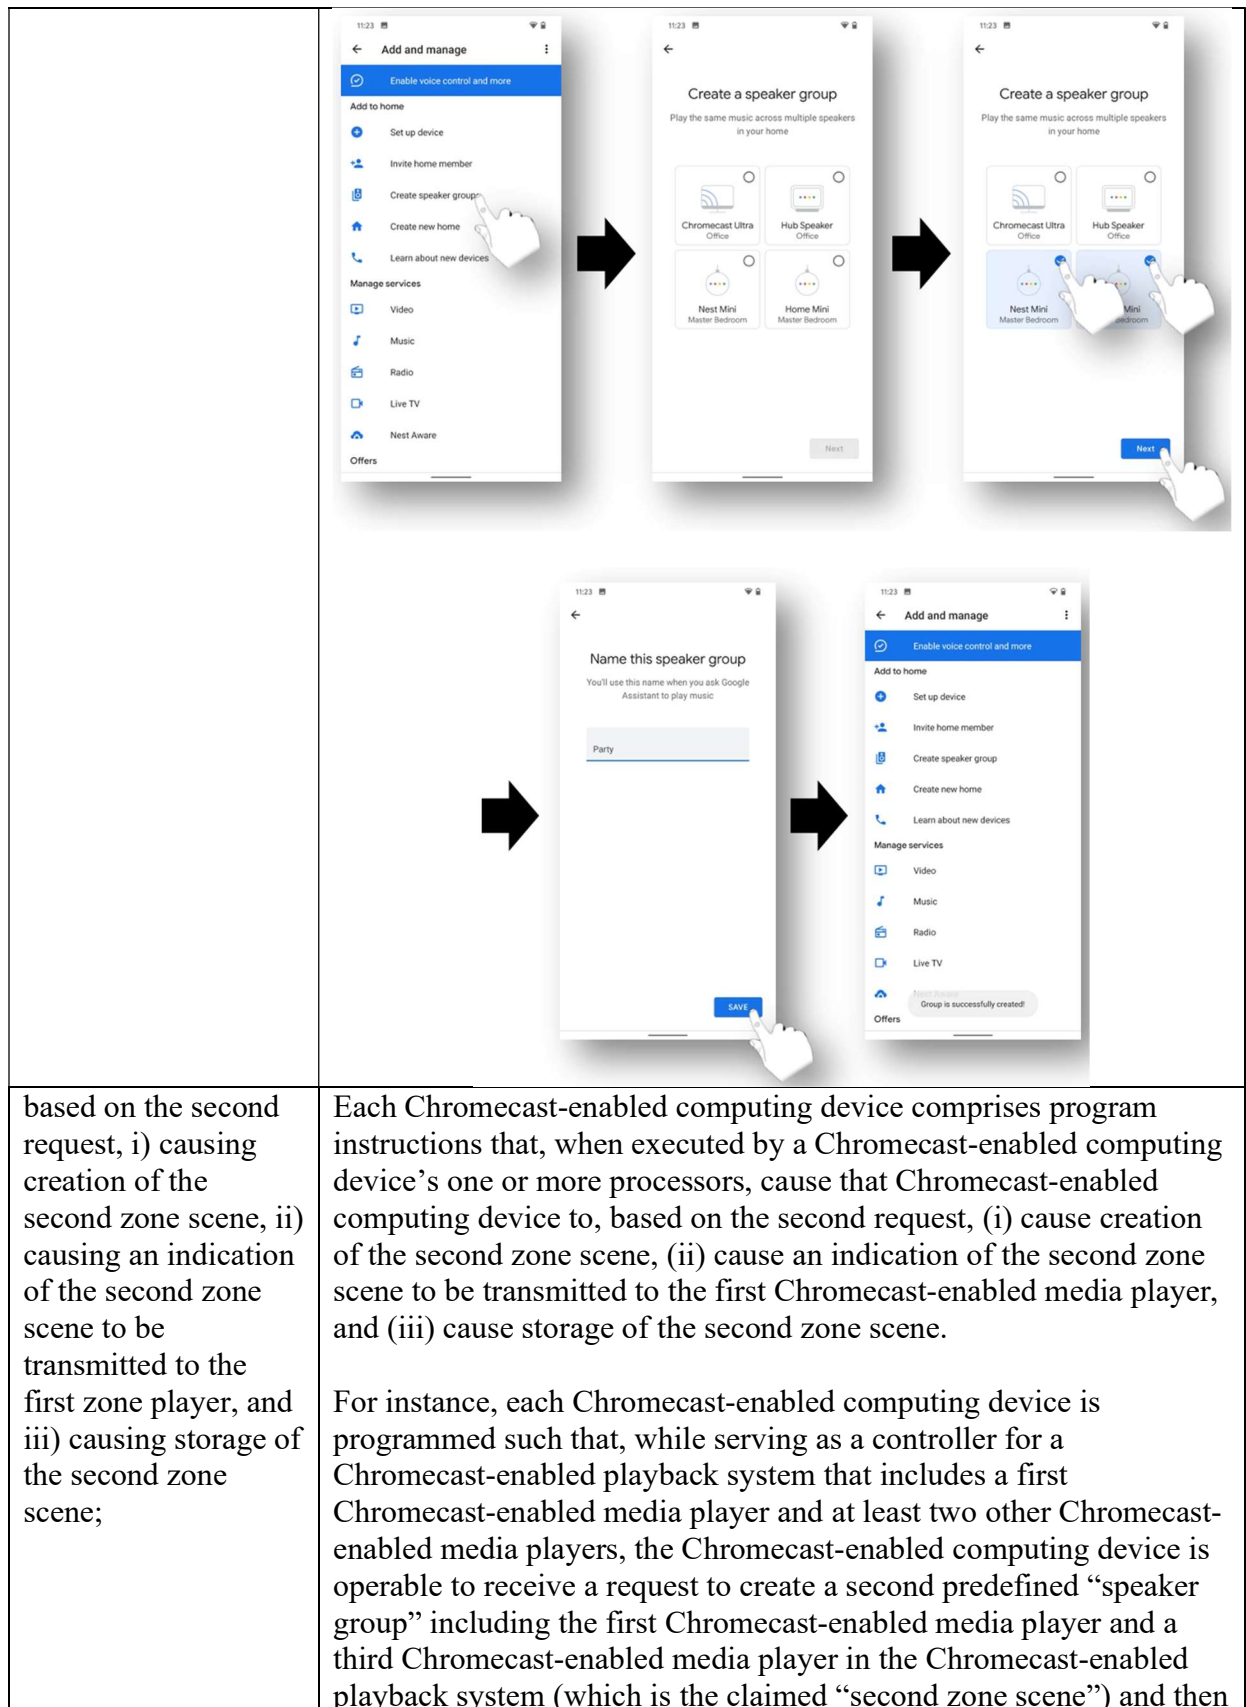 11:23
Add and manage
Enable voice control and more
Add to home
Set up device
Invite home member
Create speaker groups
Create new home
Learn about new devices
Manage services
Video
Music
Radio
Live TV
Nest Aware
Offers
11:23
Create a speaker group
Play the same music across multiple speakers
in your home
Chromecast Ultra
Office
Hub Speaker
Office
Nest Mini
Master Bedroom
Home Mini
Master Bedroom
Next
11:23
Create a speaker group
Play the same music across multiple speakers
in your home
Chromecast Ultra
Office
Hub Speaker
Office
Nest Mini
Master Bedroom
Mini
Next
11:23
Name this speaker group
You'll use this name when you ask Google
Assistant to play music
Party
SAVE
11:23
Add and manage
Enable voice control and more
Add to home
Set up device
Invite home member
Create speaker group
Create new home
Learn about new devices
Manage services
Video
Music
Radio
Live TV
Nest Aware
Group is successfully created!
Offers
based on the second
request, i) causing
creation of the
second zone scene, ii)
causing an indication
of the second zone
scene to be
transmitted to the
first zone player, and
iii) causing storage of
the second zone
scene;
Each Chromecast-enabled computing device comprises program
instructions that, when executed by a Chromecast-enabled computing
device’s one or more processors, cause that Chromecast-enabled
computing device to, based on the second request, (i) cause creation
of the second zone scene, (ii) cause an indication of the second zone
scene to be transmitted to the first Chromecast-enabled media player,
and (iii) cause storage of the second zone scene.
For instance, each Chromecast-enabled computing device is
programmed such that, while serving as a controller for a
Chromecast-enabled playback system that includes a first
Chromecast-enabled media player and at least two other Chromecast-
enabled media players, the Chromecast-enabled computing device is
operable to receive a request to create a second predefined “speaker
group” including the first Chromecast-enabled media player and a
third Chromecast-enabled media player in the Chromecast-enabled
playback system (which is the claimed “second zone scene”) and then